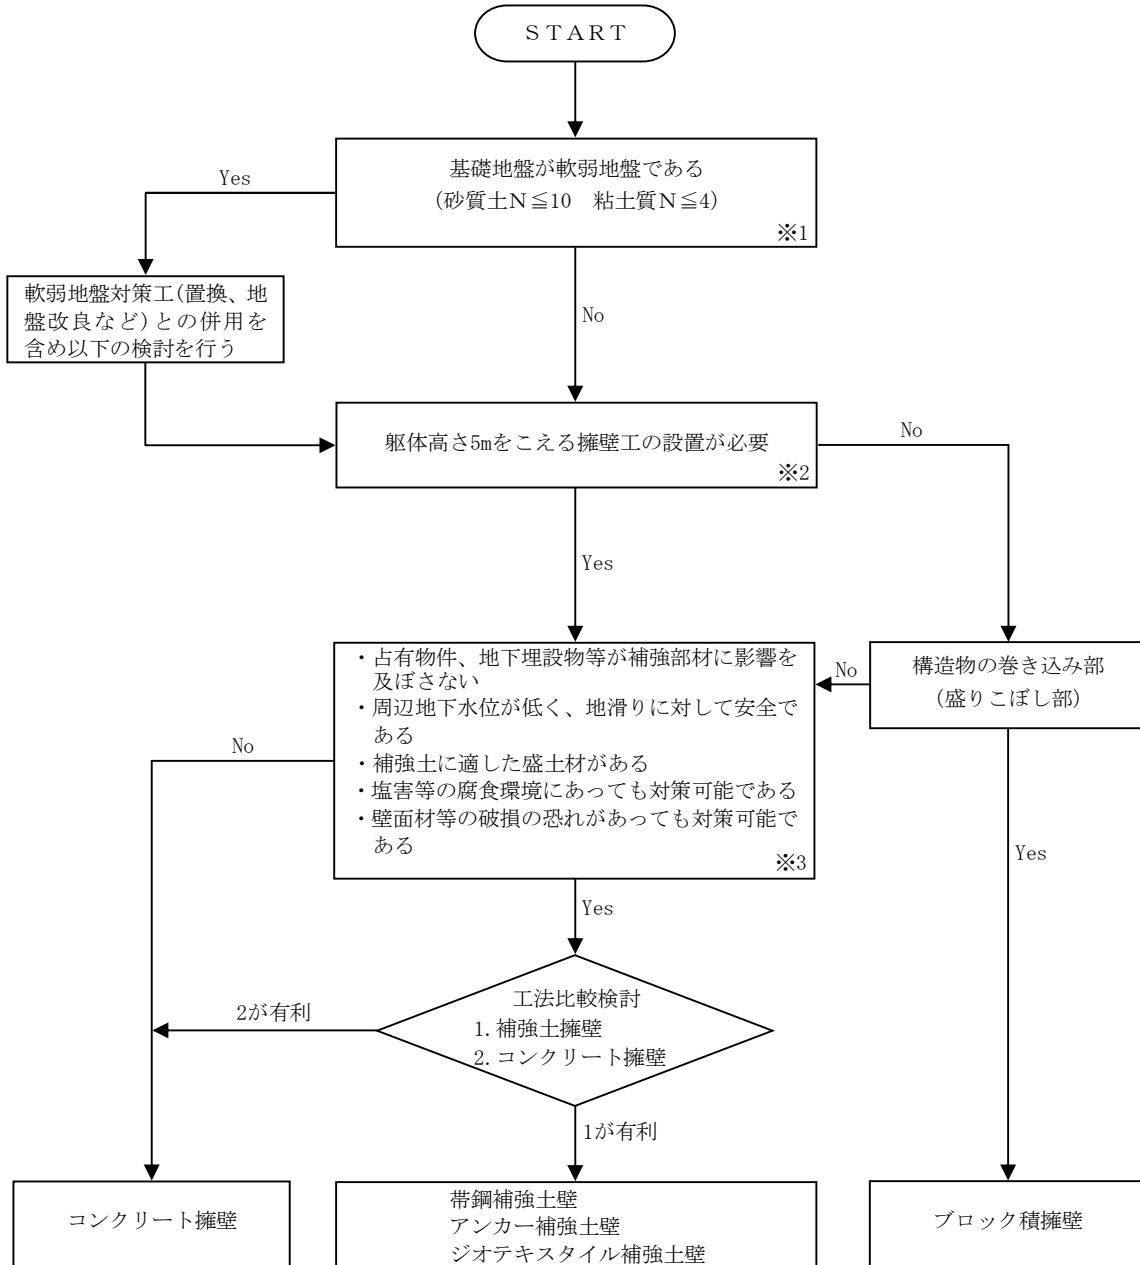 ＳＴＡＲＴ
基礎地盤が軟弱地盤である
(砂質土Ｎ≦10　粘土質Ｎ≦4)
※1
Yes
No
軟弱地盤対策工(置換、地
盤改良など)との併用を
含め以下の検討を行う
躯体高さ5mをこえる擁壁工の設置が必要
※2
No
Yes
・占有物件、地下埋設物等が補強部材に影響を
及ぼさない
・周辺地下水位が低く、地滑りに対して安全で
ある
・補強土に適した盛土材がある
・塩害等の腐食環境にあっても対策可能である
・壁面材等の破損の恐れがあっても対策可能で
ある
※3
構造物の巻き込み部
(盛りこぼし部)
No
No
Yes
Yes
工法比較検討
1.補強土擁壁
2.コンクリート擁壁
2が有利
1が有利
コンクリート擁壁
帯鋼補強土壁
アンカー補強土壁
ジオテキスタイル補強土壁
ブロック積擁壁